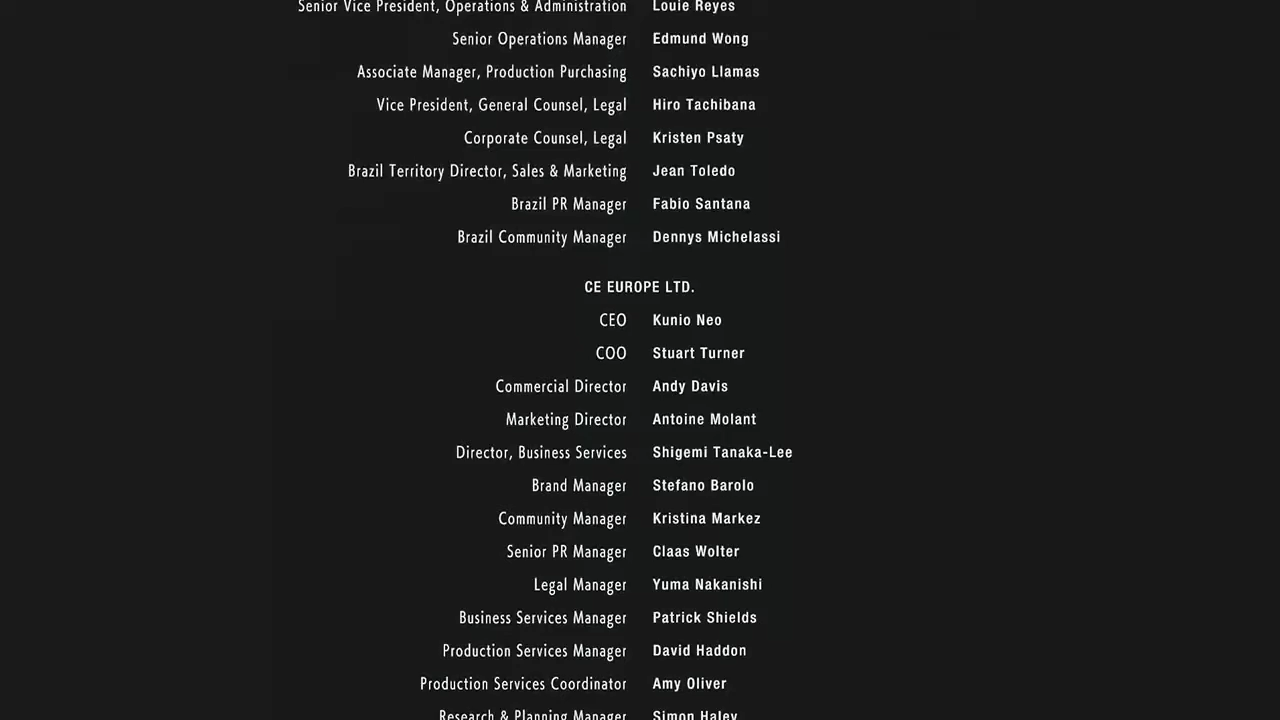 Senior Vice President, Operations & Administration Louie Reyes
Senior Operations Manager Edmund Wong
Associate Manager, Production Purchasing Sachiyo Llamas
Vice President, General Counsel, Legal Hiro Tachibana
Corporate Counsel, Legal Kristen Psaty
Brazil Territory Director, Sales & Marketing Jean Toledo
Brazil PR Manager Fabio Santana
Brazil Community Manager Dennys Michelassi
CE EUROPE LTD.
CEO Kunio Neo
COO Stuart Turner
Commercial Director Andy Davis
Marketing Director Antoine Molant
Director, Business Services Shigemi Tanaka-Lee
Brand Manager Stefano Barolo
Community Manager Kristina Markez
Senior PR Manager Claas Wolter
Legal Manager Yuma Nakanishi
Business Services Manager Patrick Shields
Production Services Manager David Haddon
Production Services Coordinator Amy Oliver
Research & Planning Manager Simon Haley